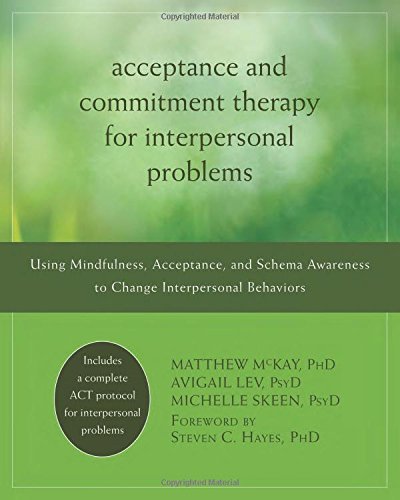 Copyrighted Material
acceptance and
commitment therapy
for interpersonal
problems
Using Mindfulness, Acceptance, and Schema Awareness
to Change Interpersonal Behaviors
Includes
a complete
ACT protocol
for interpersonal
problems
MATTHEW McKAY, PhD
AVIGAIL LEV, PsyD
MICHELLE SKEEN, PsyD
FOREWORD BY
STEVEN C. HAYES, PhD
Copyrighted Material